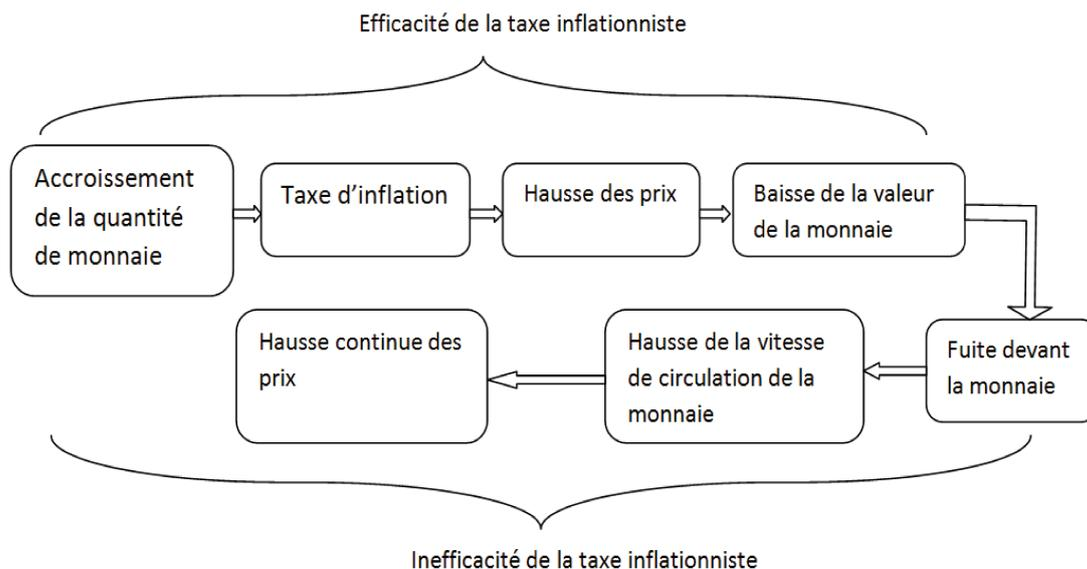 Efficacité de la taxe inflationniste
Accroissement
de la quantité
de monnaie
Taxe d’inflation
Hausse des prix
Baisse de la valeur
de la monnaie
Fuite devant
la monnaie
Hausse de la vitesse
de circulation de la
monnaie
Hausse continue des
prix
Inefficacité de la taxe inflationniste